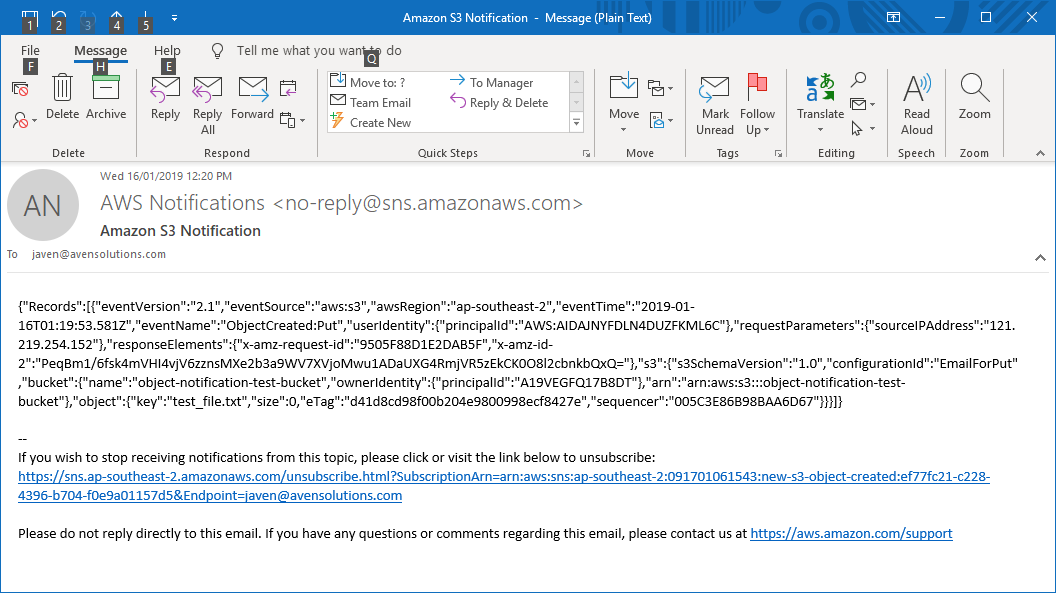 1 2 3 4 5
Amazon S3 Notification - Message (Plain Text)
File Message Help Tell me what you want to do
F H E Q
Delete Archive
Reply Reply All Forward
Move to: ? To Manager
Team Email Reply & Delete
Create New
Move
Mark Unread Follow Up
Translate
Read Aloud
Zoom
Delete Respond Quick Steps Move Tags Editing Speech Zoom
Wed 16/01/2019 12:20 PM
AN
AWS Notifications <no-reply@sns.amazonaws.com>
Amazon S3 Notification
To javen@avensolutions.com
{"Records":[{"eventVersion":"2.1","eventSource":"aws:s3","awsRegion":"ap-southeast-2","eventTime":"2019-01-
16T01:19:53.581Z","eventName":"ObjectCreated:Put","userIdentity":{"principalId":"AWS:AIDAJNYFDLN4DUZFKML6C"},"requestParameters":{"sourceIPAddress":"121.
219.254.152"},"responseElements":{"x-amz-request-id":"9505F88D1E2DAB5F","x-amz-id-
2":"PeqBm1/6fsk4mVHI4vjV6zznsMXe2b3a9WV7XVjoMwu1ADaUXG4RmjVR5zEkCK0O8l2cbnkbQxQ="},"s3":{"s3SchemaVersion":"1.0","configurationId":"EmailForPut"
,"bucket":{"name":"object-notification-test-bucket","ownerIdentity":{"principalId":"A19VEGFQ17B8DT"},"arn":"arn:aws:s3:::object-notification-test-
bucket"},"object":{"key":"test_file.txt","size":0,"eTag":"d41d8cd98f00b204e9800998ecf8427e","sequencer":"005C3E86B98BAA6D67"}}}]}
--
If you wish to stop receiving notifications from this topic, please click or visit the link below to unsubscribe:
https://sns.ap-southeast-2.amazonaws.com/unsubscribe.html?SubscriptionArn=arn:aws:sns:ap-southeast-2:091701061543:new-s3-object-created:ef77fc21-c228-
4396-b704-f0e9a01157d5&Endpoint=javen@avensolutions.com
Please do not reply directly to this email. If you have any questions or comments regarding this email, please contact us at https://aws.amazon.com/support